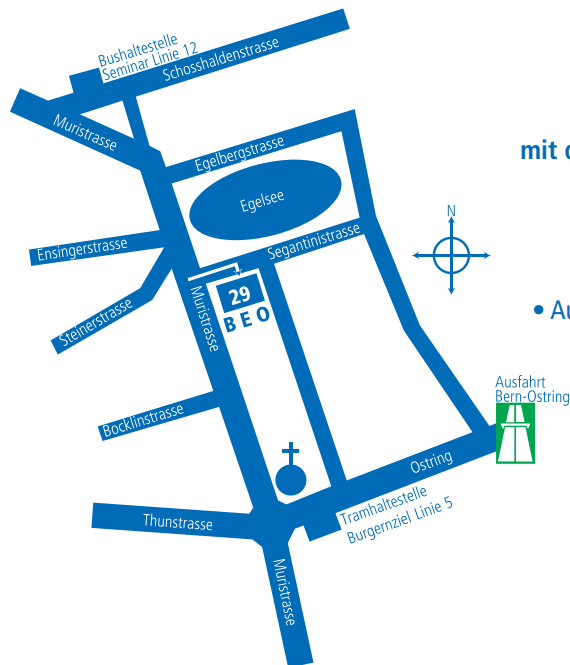 Bushaltestelle
Seminar Linie 12
Schosshaldenstrasse
Muristrasse
Egelbergstrasse
mit d
Egelsee
N
Ensingerstrasse
Segantinistrasse
29
BEO
Muristrasse
Steinerstrasse
• Au
Ausfahrt
Bern-Ostring
Bocklinstrasse
Ostring
Tramhaltestelle
Burgernziel Linie 5
Thunstrasse
Muristrasse